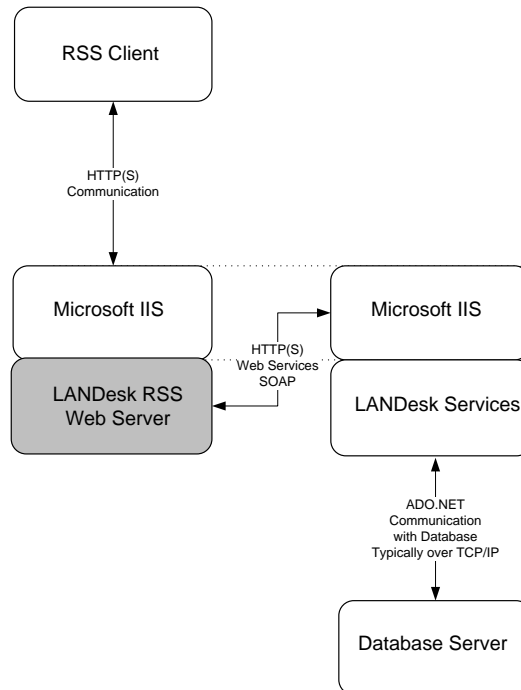 RSS Client
HTTP(S)
Communication
Microsoft IIS
Microsoft IIS
HTTP(S)
Web Services
SOAP
LANDesk RSS
Web Server
LANDesk Services
ADO.NET
Communication
with Database
Typically over TCP/IP
Database Server